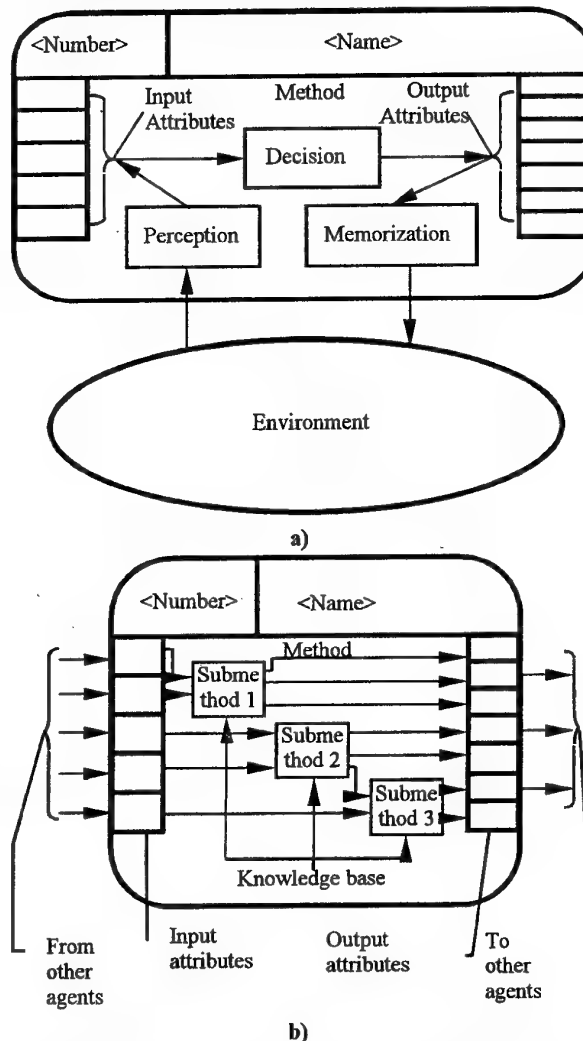 <Number>
<Name>
Input
Attributes
Method
Output
Attributes
Decision
Perception
Memorization
Environment
a)
<Number>
<Name>
Method
Subme
thod 1
Subme
thod 2
Subme
thod 3
Knowledge base
From
other
agents
Input
attributes
Output
attributes
To
other
agents
b)